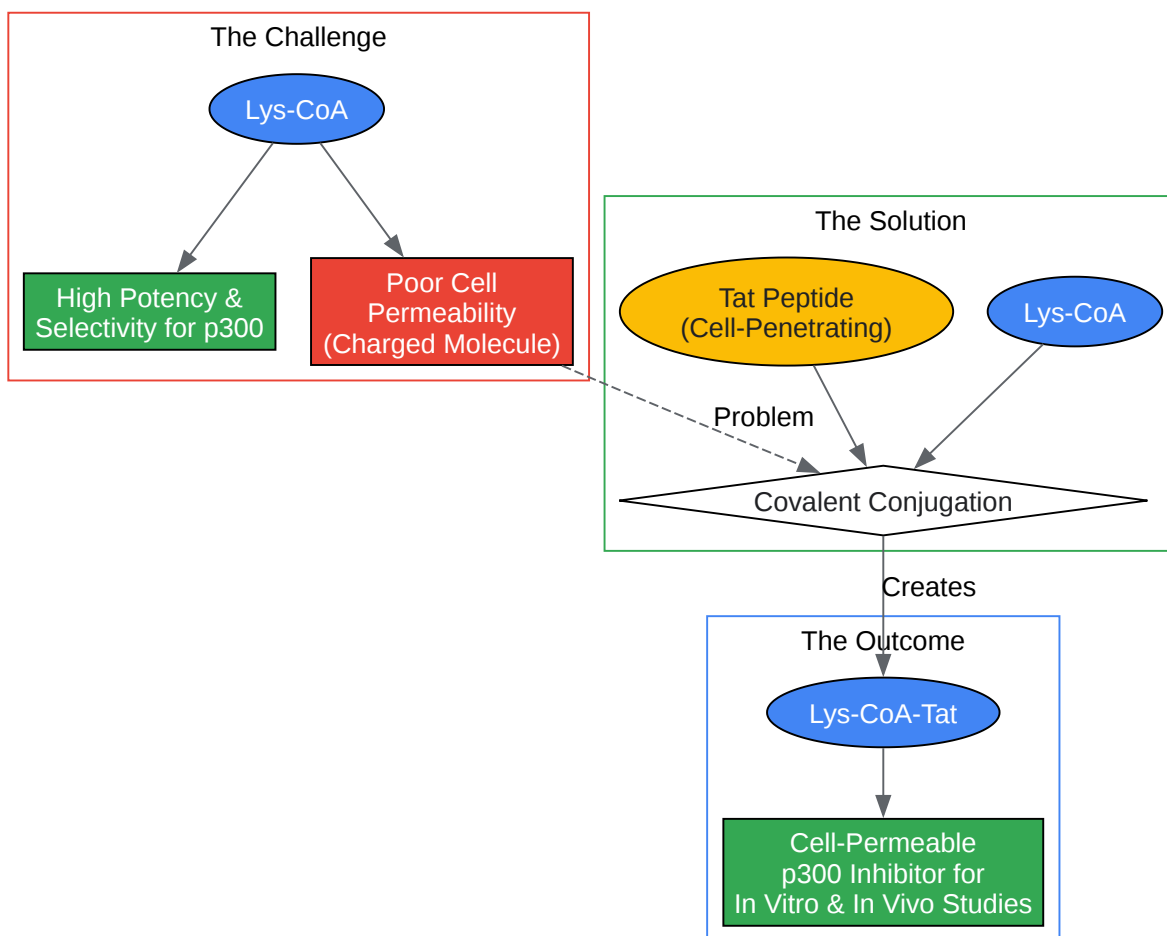 The Challenge
Lys-CoA
High Potency &
Selectivity for p300
Poor Cell
Permeability
(Charged Molecule)
The Solution
Tat Peptide
(Cell-Penetrating)
Lys-CoA
Problem
Covalent Conjugation
Creates
The Outcome
Lys-CoA-Tat
Cell-Permeable
p300 Inhibitor for
In Vitro & In Vivo Studies